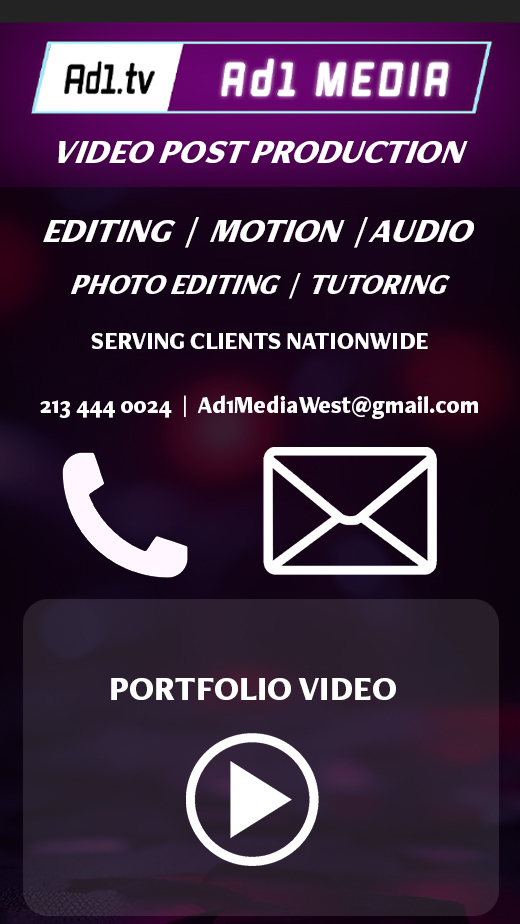 Ad1.tv Ad1 MEDIA
VIDEO POST PRODUCTION
EDITING / MOTION / AUDIO
PHOTO EDITING / TUTORING
SERVING CLIENTS NATIONWIDE
213 444 0024 | Ad1MediaWest@gmail.com
PORTFOLIO VIDEO